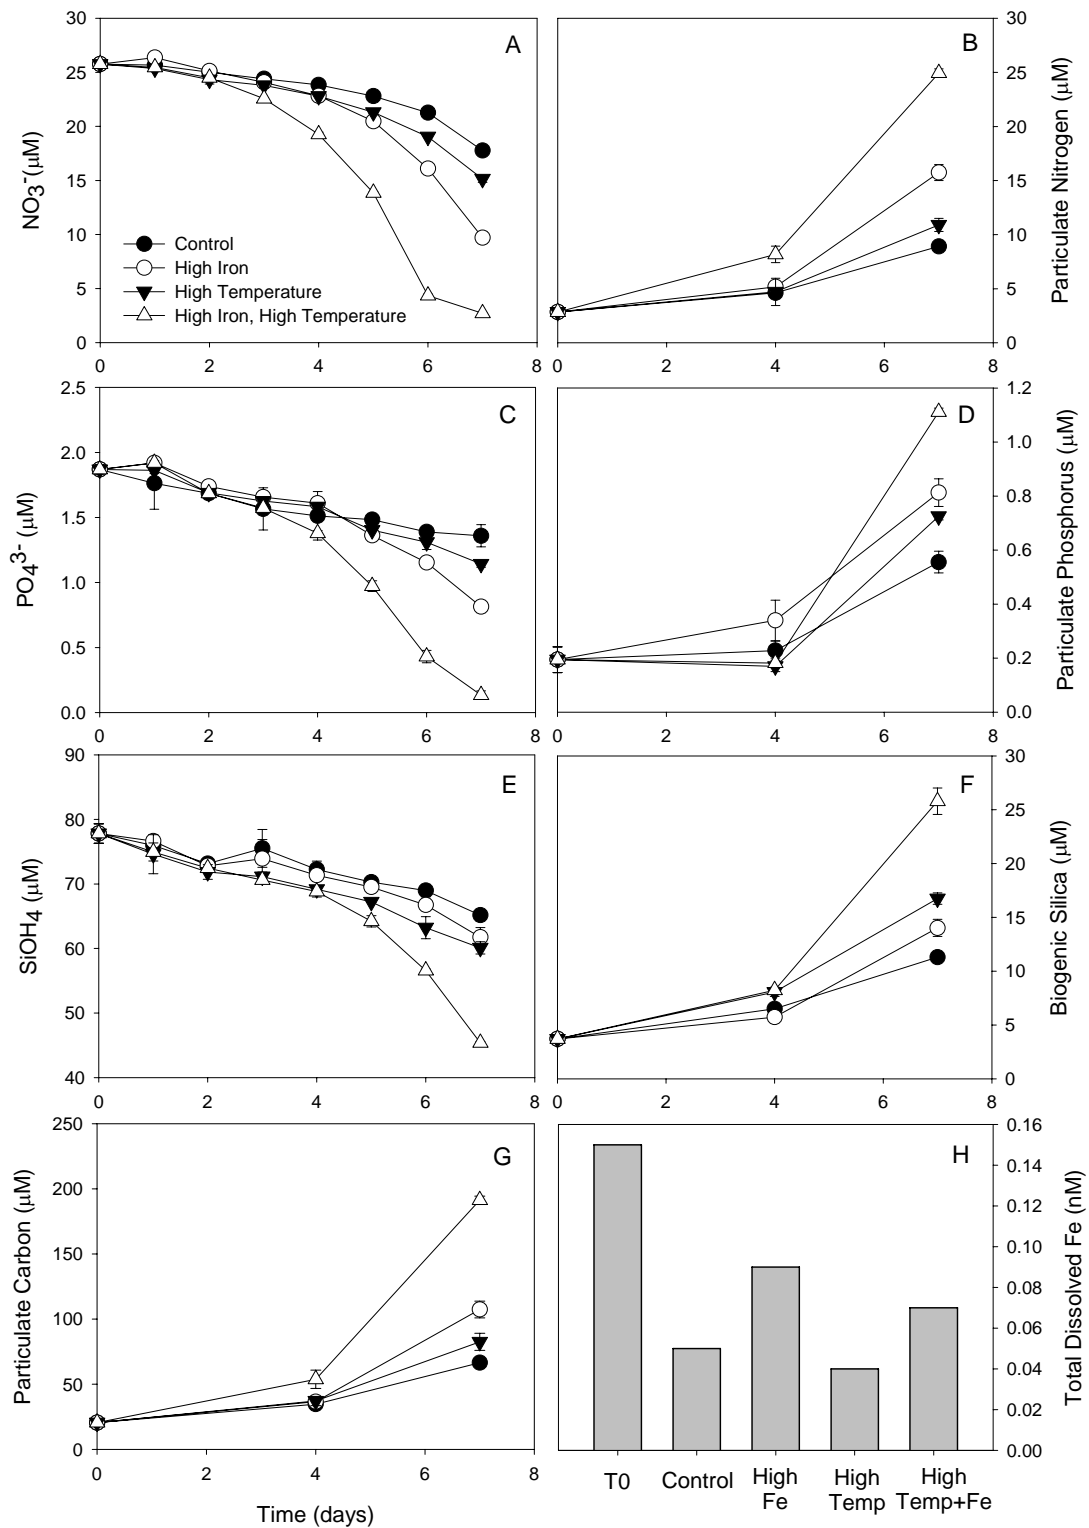 30
25
20
15
10
5
0
0 2 4 6 8
NO3-(µM)
A
Control
High Iron
High Temperature
High Iron, High Temperature
30
25
20
15
10
5
0
0 2 4 6 8
Particulate Nitrogen (µM)
B
2.5
2.0
1.5
1.0
0.5
0.0
0 2 4 6 8
PO43- (µM)
C
1.2
1.0
0.8
0.6
0.4
0.2
0.0
0 2 4 6 8
Particulate Phosphorus (µM)
D
90
80
70
60
50
40
0 2 4 6 8
SiOH4 (µM)
E
30
25
20
15
10
5
0
0 2 4 6 8
Biogenic Silica (µM)
F
250
200
150
100
50
0
0 2 4 6 8
Particulate Carbon (µM)
G
Time (days)
0.16
0.14
0.12
0.10
0.08
0.06
0.04
0.02
0.00
Total Dissolved Fe (nM)
H
T0 Control High High High
Fe Temp Temp+Fe